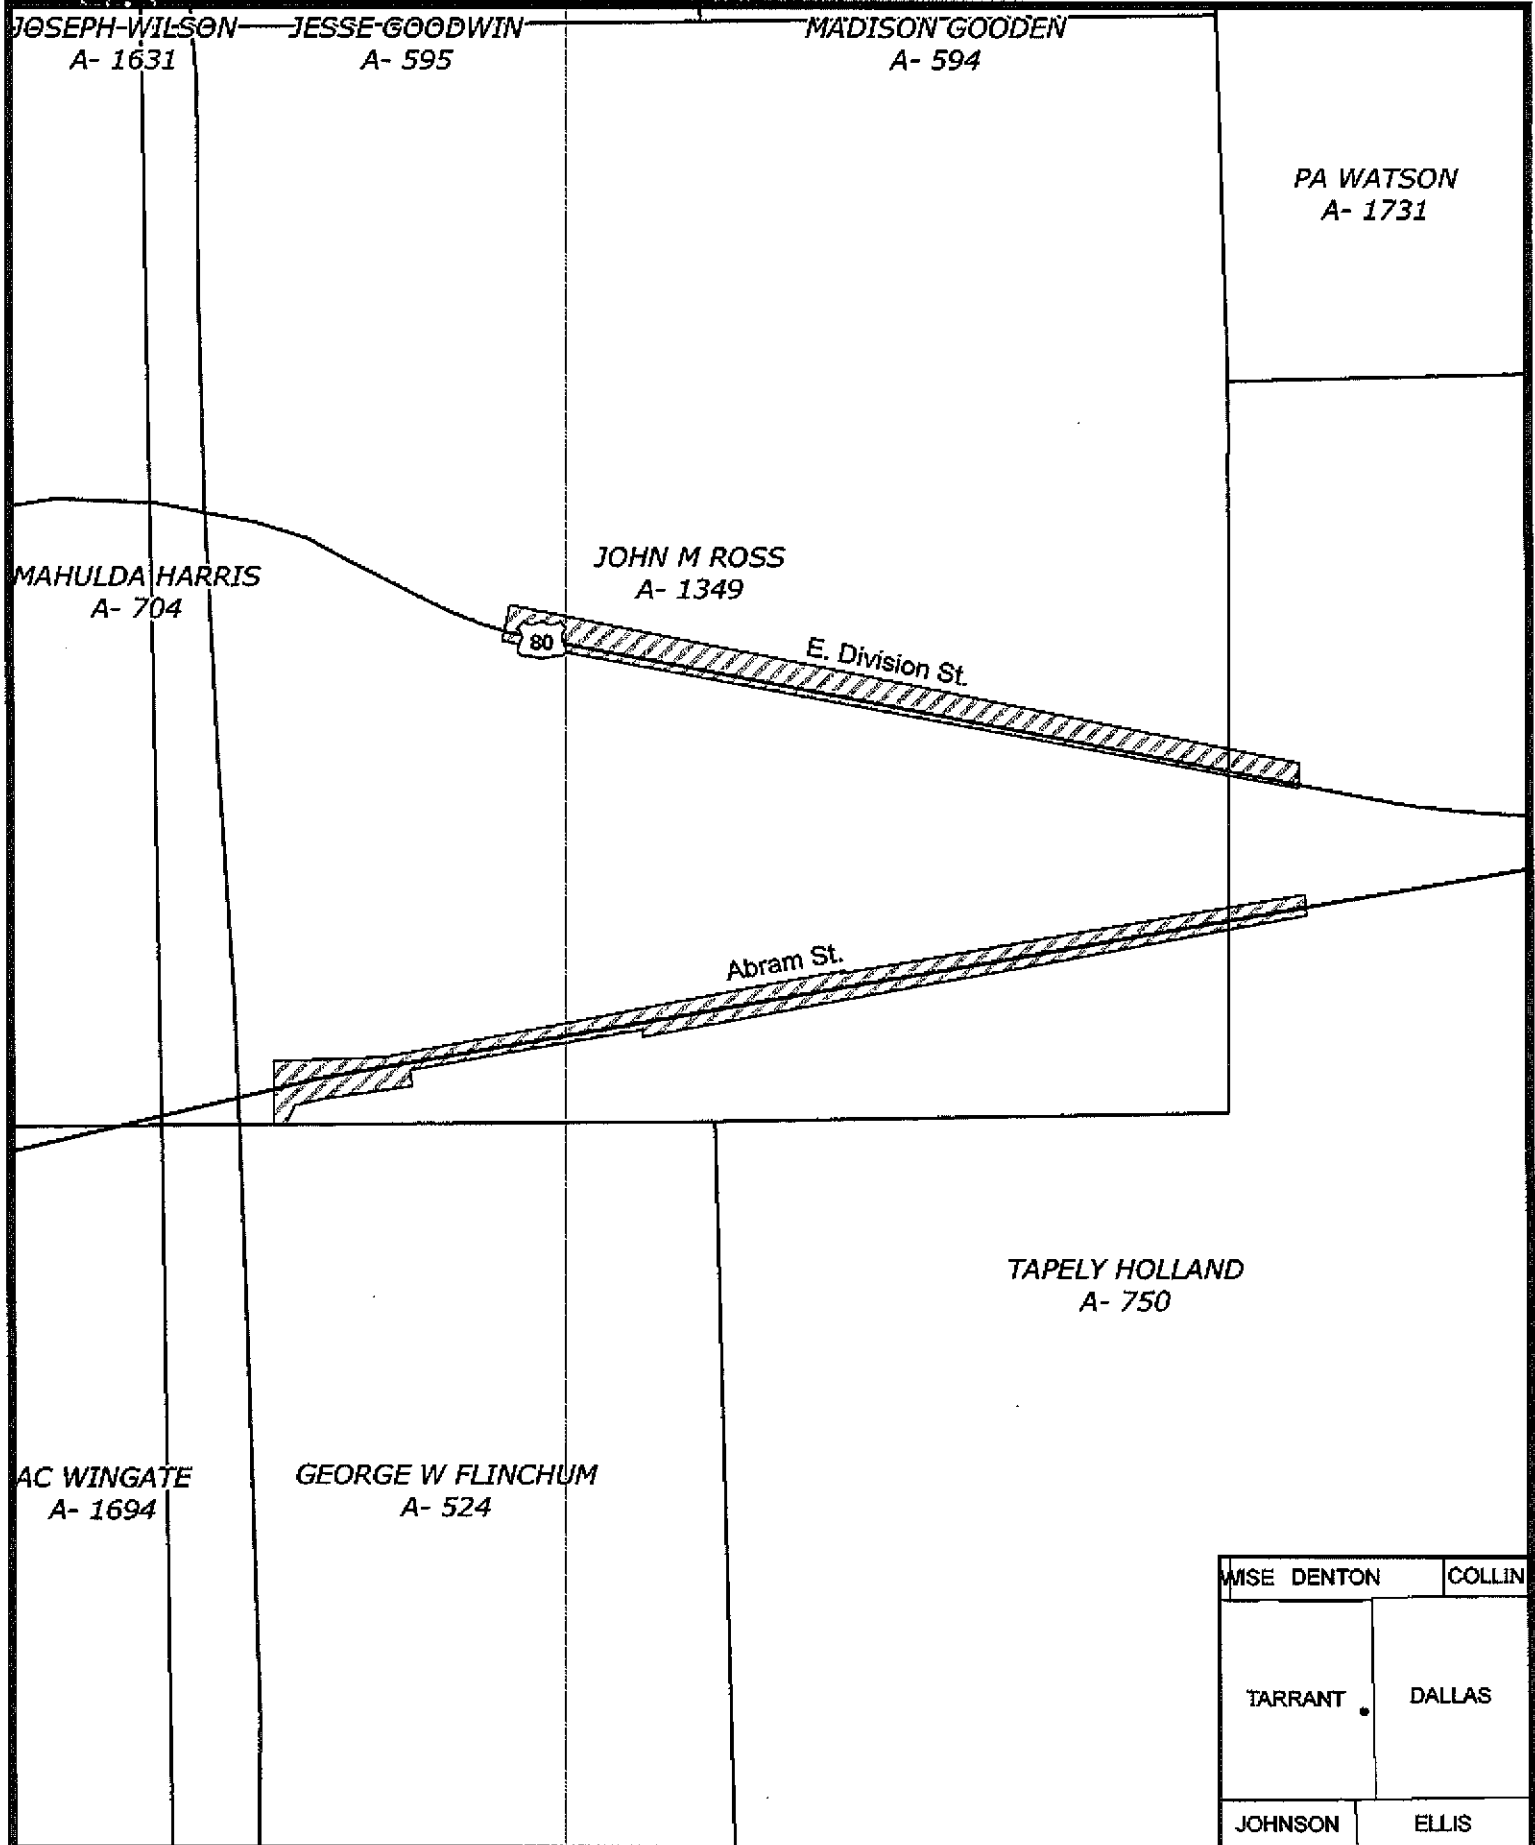 JOSEPH WILSON
A- 1631
JESSE GOODWIN
A- 595
MADISON GOODEN
A- 594
PA WATSON
A- 1731
JOHN M ROSS
A- 1349
MAHULDA HARRIS
A- 704
80
E. Division St.
Abram St.
TAPELY HOLLAND
A- 750
AC WINGATE
A- 1694
GEORGE W FLINCHUM
A- 524
WISE DENTON COLLIN
TARRANT DALLAS
JOHNSON ELLIS